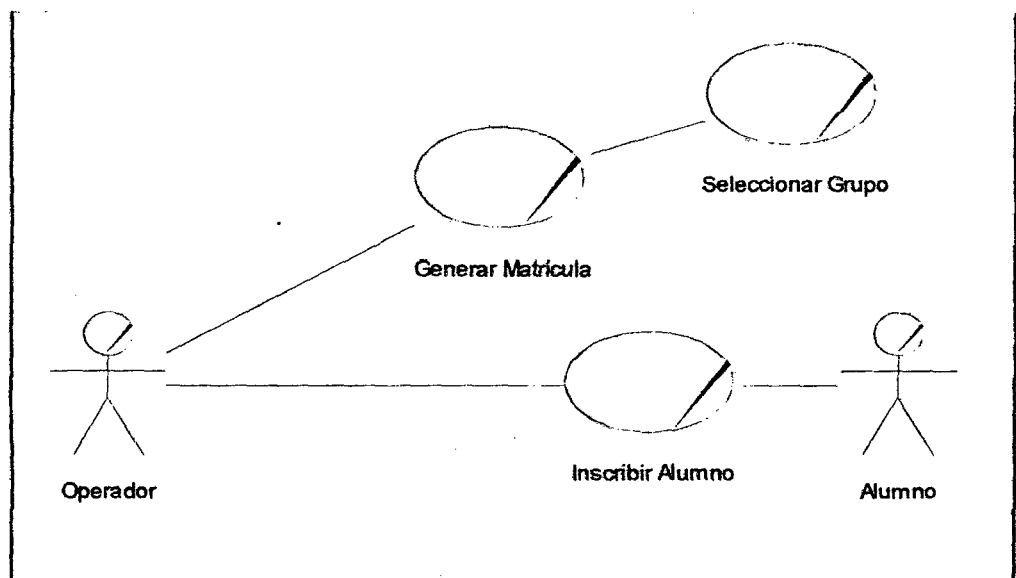 Seleccionar Grupo
Generar Matrícula
Inscribir Alumno
Operador
Alumno